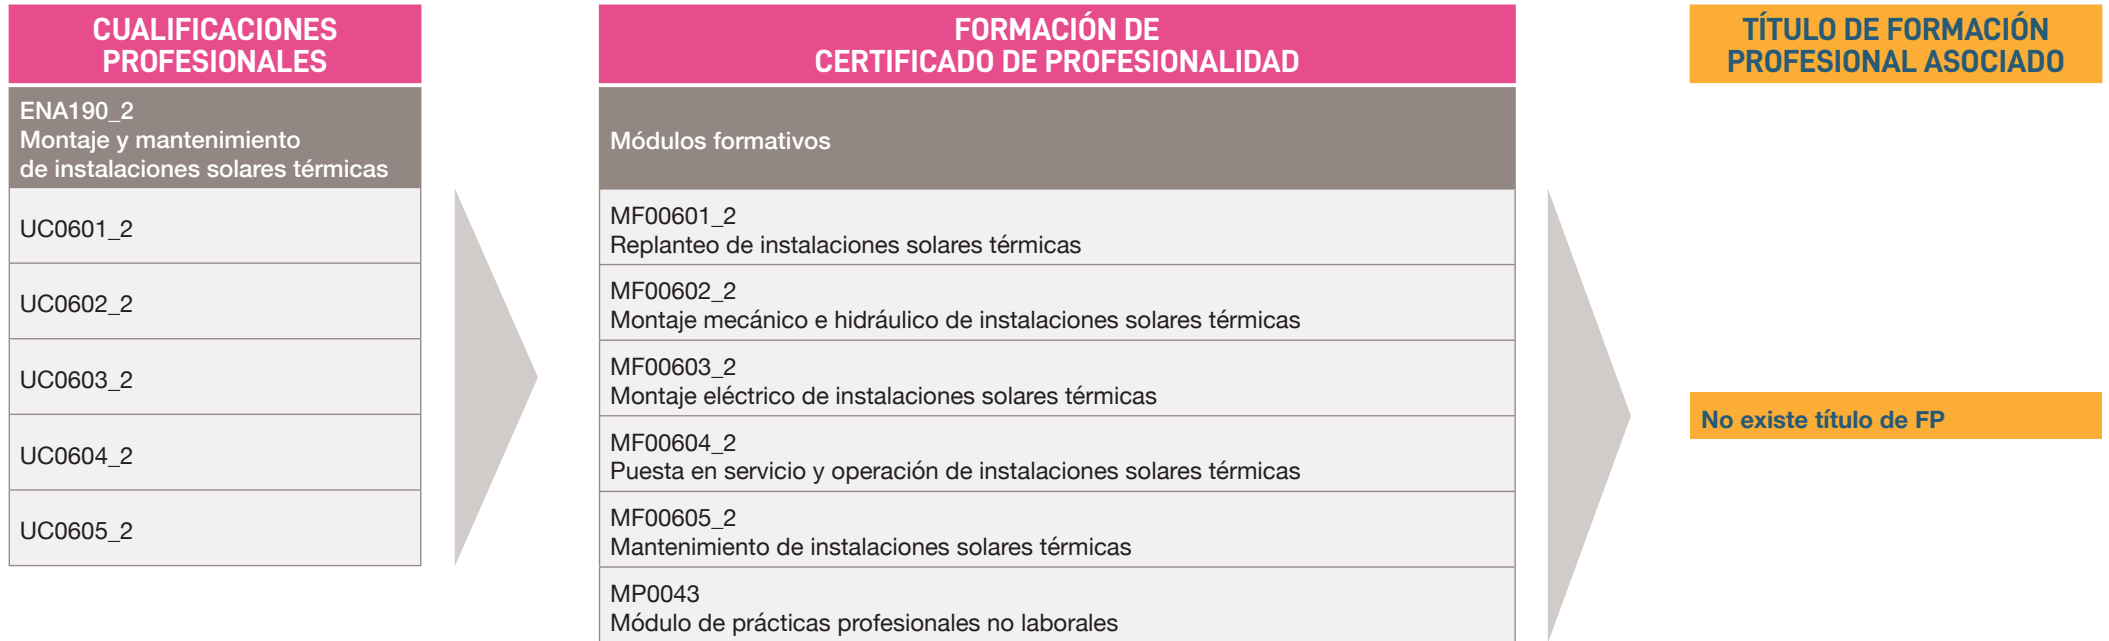 CUALIFICACIONES
PROFESIONALES
ENA190_2
Montaje y mantenimiento
de instalaciones solares térmicas
UC0601_2
UC0602_2
UC0603_2
UC0604_2
UC0605_2
FORMACIÓN DE
CERTIFICADO DE PROFESIONALIDAD
Módulos formativos
MF00601_2
Replanteo de instalaciones solares térmicas
MF00602_2
Montaje mecánico e hidráulico de instalaciones solares térmicas
MF00603_2
Montaje eléctrico de instalaciones solares térmicas
MF00604_2
Puesta en servicio y operación de instalaciones solares térmicas
MF00605_2
Mantenimiento de instalaciones solares térmicas
MP0043
Módulo de prácticas profesionales no laborales
TÍTULO DE FORMACIÓN
PROFESIONAL ASOCIADO
No existe título de FP